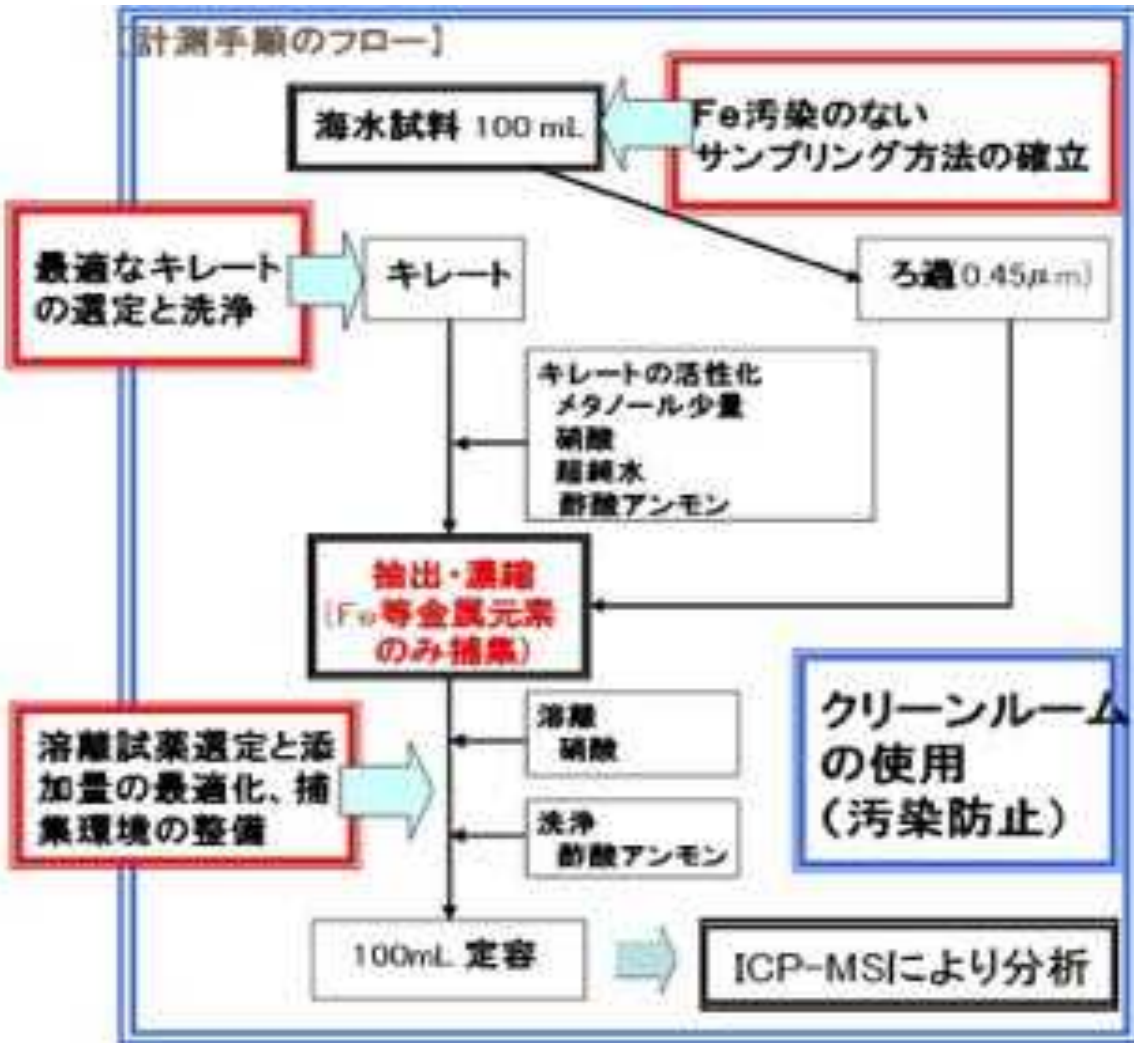 【計測手順のフロー】
海水試料 100 mL
Fe汚染のない
サンプリング方法の確立
最適なキレート
の選定と洗浄
キレート
ろ過(0.45μm)
キレートの活性化
メタノール少量
硝酸
超純水
酢酸アンモン
抽出・濃縮
(Fe等金属元素
のみ捕集)
溶離試薬選定と添
加量の最適化、捕
集環境の整備
溶離
硝酸
洗浄
酢酸アンモン
クリーンルーム
の使用
(汚染防止)
100mL 定容
ICP-MSにより分析